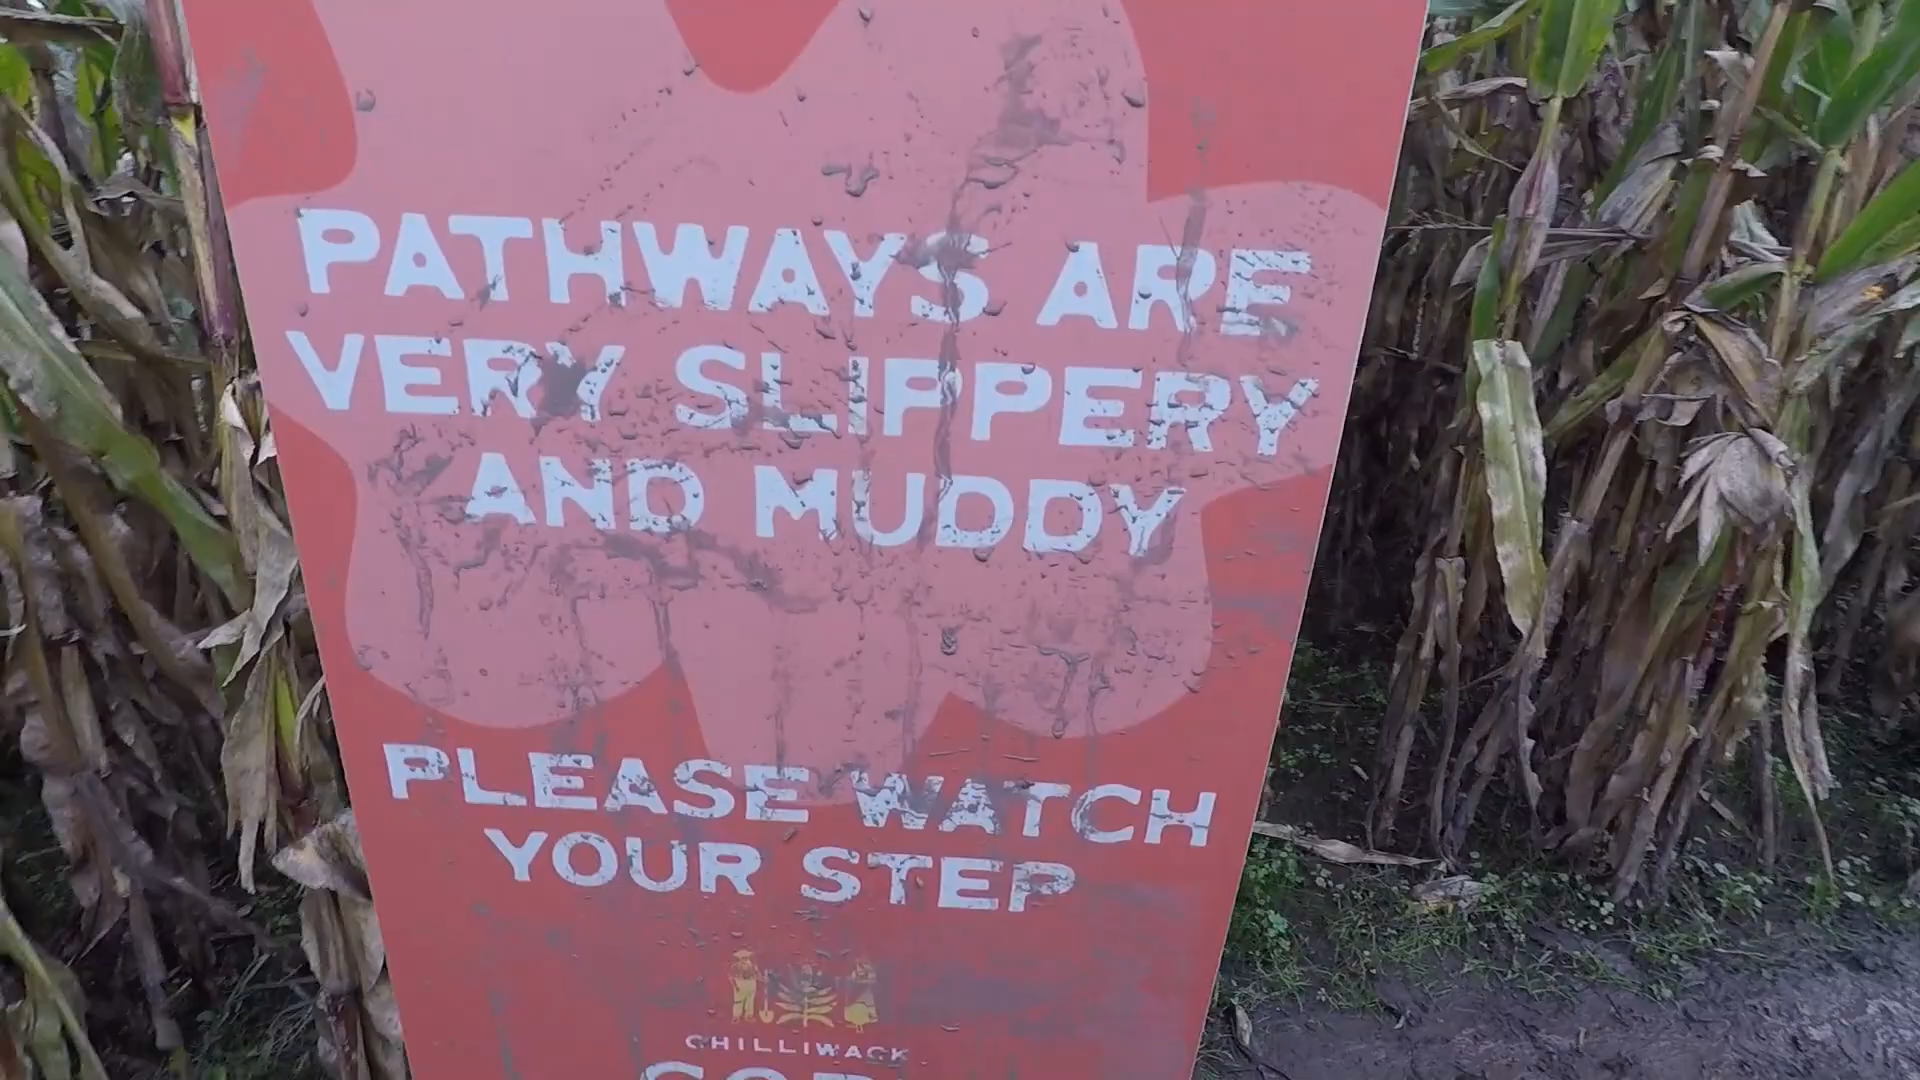 PATHWAYS ARE
VERY SLIPPERY
AND MUDDY
PLEASE WATCH
YOUR STEP
CHILLIWACK